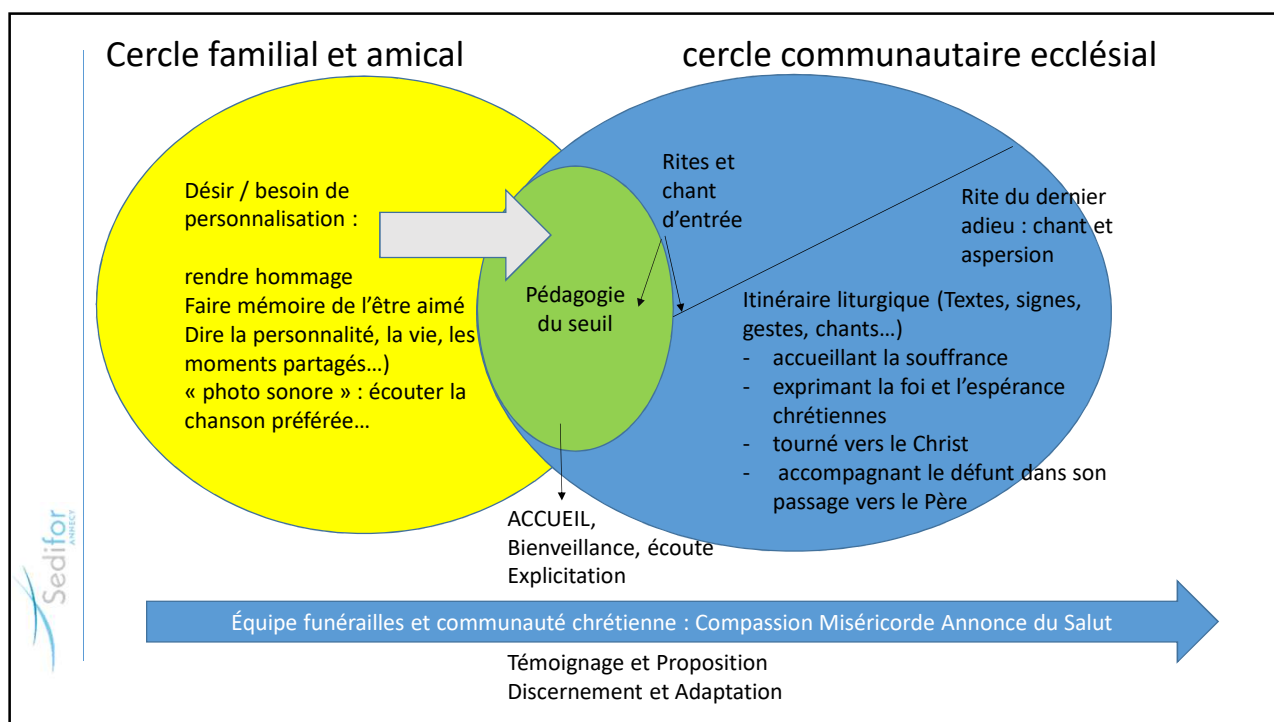 Cercle familial et amical
cercle communautaire ecclésial
Désir / besoin de
personnalisation :
rendre hommage
Faire mémoire de l'être aimé
Dire la personnalité, la vie, les
moments partagés…)
« photo sonore » : écouter la
chanson préférée…
Pédagogie
du seuil
Rites et
chant
d'entrée
Rite du dernier
adieu : chant et
aspersion
Itinéraire liturgique (Textes, signes,
gestes, chants…)
- accueillant la souffrance
- exprimant la foi et l'espérance
chrétiennes
- tourné vers le Christ
- accompagnant le défunt dans son
passage vers le Père
ACCUEIL,
Bienveillance, écoute
Explicitation
Équipe funérailles et communauté chrétienne : Compassion Miséricorde Annonce du Salut
Témoignage et Proposition
Discernement et Adaptation
Sedifor
ANNECY